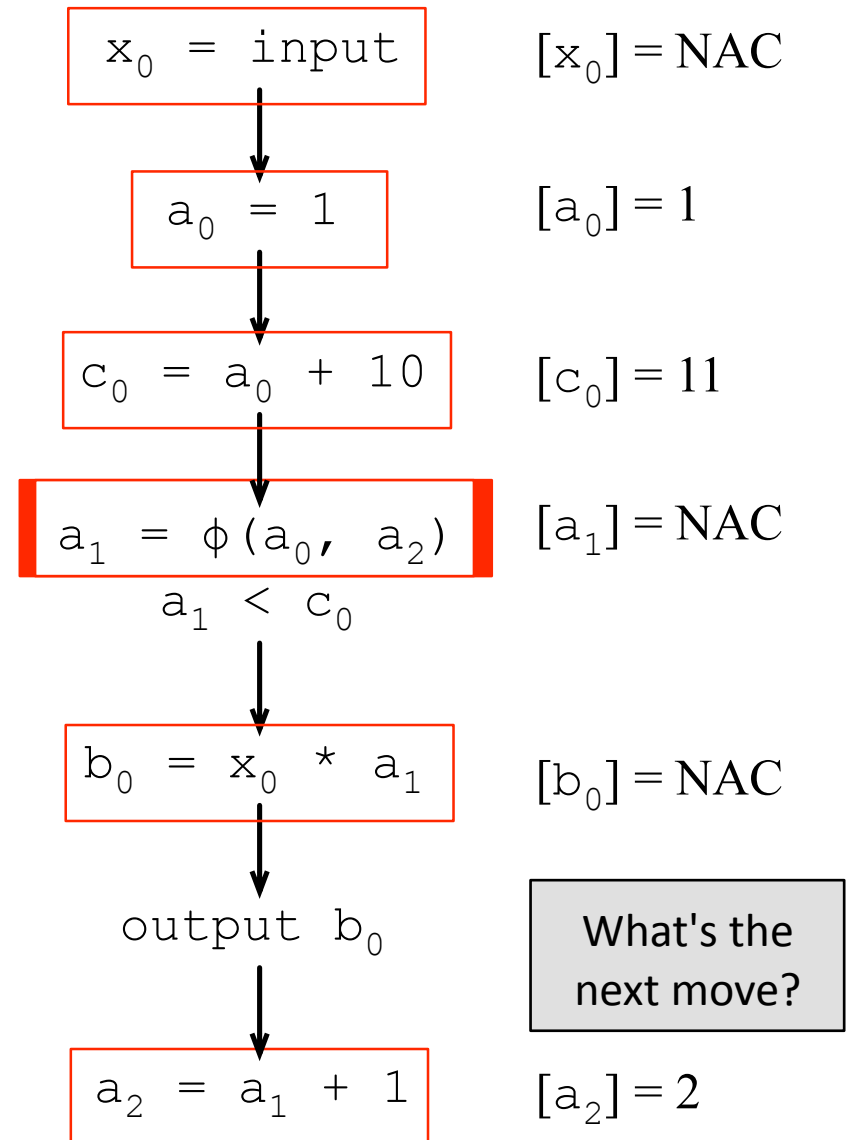 x₀ = input [x₀] = NAC
a₀ = 1 [a₀] = 1
c₀ = a₀ + 10 [c₀] = 11
a₁ = ϕ(a₀, a₂) [a₁] = NAC
a₁ < c₀
b₀ = x₀ * a₁ [b₀] = NAC
output b₀
What's the
next move?
a₂ = a₁ + 1 [a₂] = 2